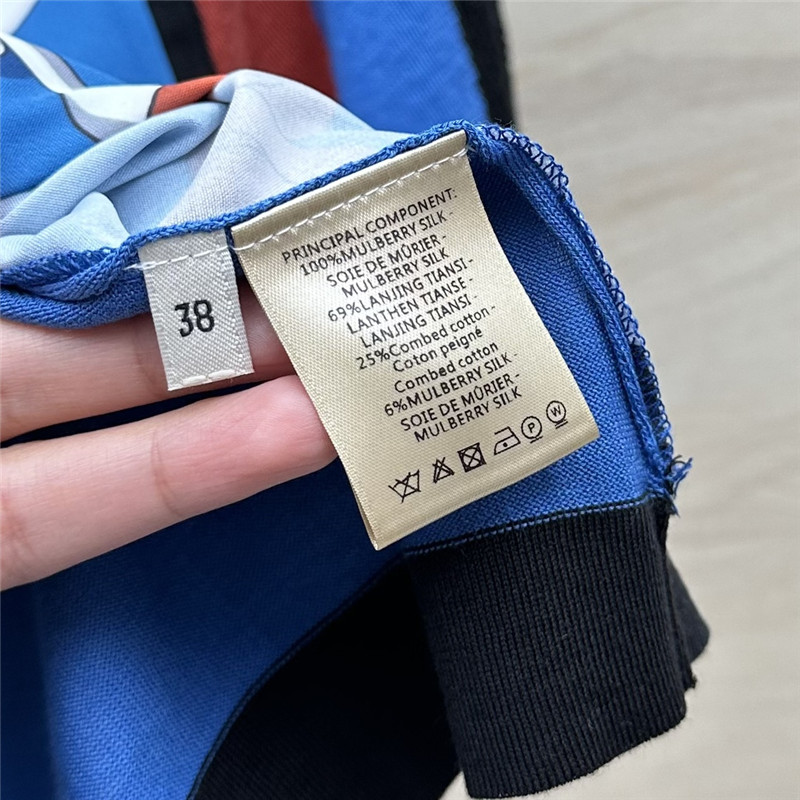 PRINCIPAL COMPONENT:
100%MULBERRY SILK -
SOIE DE MÛRIER -
MULBERRY SILK
69%LANJING TIANSI -
LANTHEN TIANSE -
LANJING TIANSI -
25%Combed cotton -
Coton peigné
Combed cotton
6%MULBERRY SILK -
SOIE DE MÛRIER -
MULBERRY SILK
P W
38